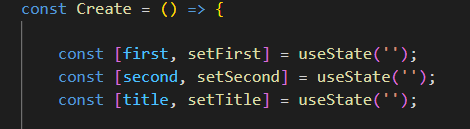 const Create = () => {
const [first, setFirst] = useState('');
const [second, setSecond] = useState('');
const [title, setTitle] = useState('');